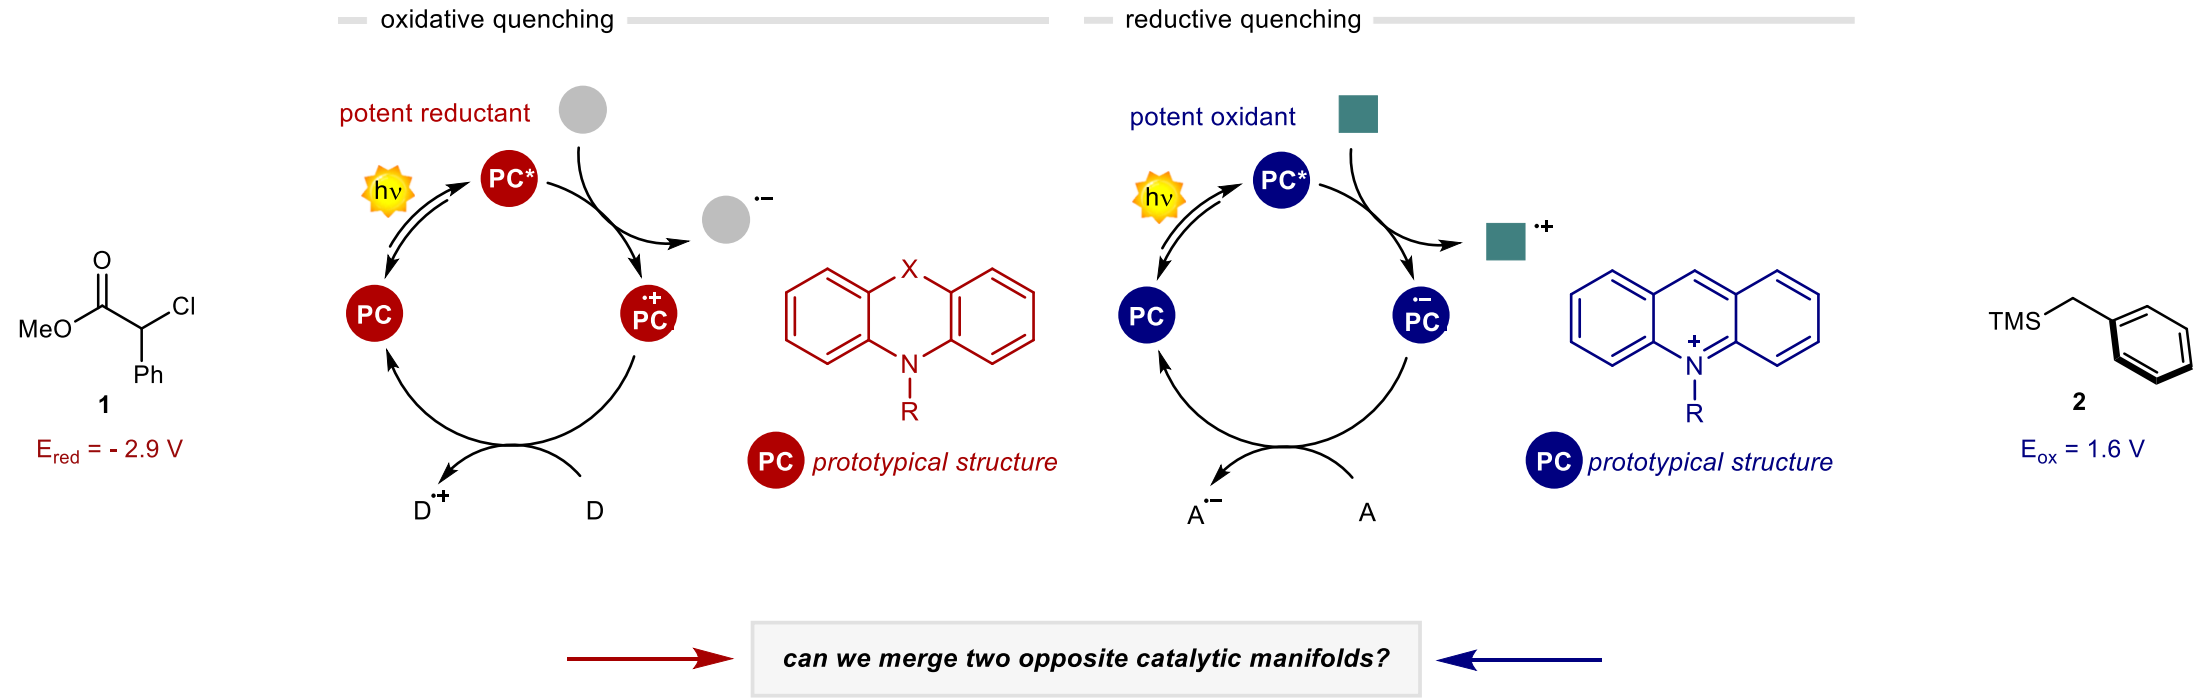 oxidative quenching
reductive quenching
potent reductant
potent oxidant
hν
PC*
hν
PC*
•−
•+
O
Cl
MeO
Ph
1
E_red = - 2.9 V
PC
•+
PC
X
N
R
PC prototypical structure
D•+
D
PC
•−
PC
+
N
R
PC prototypical structure
A•−
A
TMS
2
E_ox = 1.6 V
can we merge two opposite catalytic manifolds?